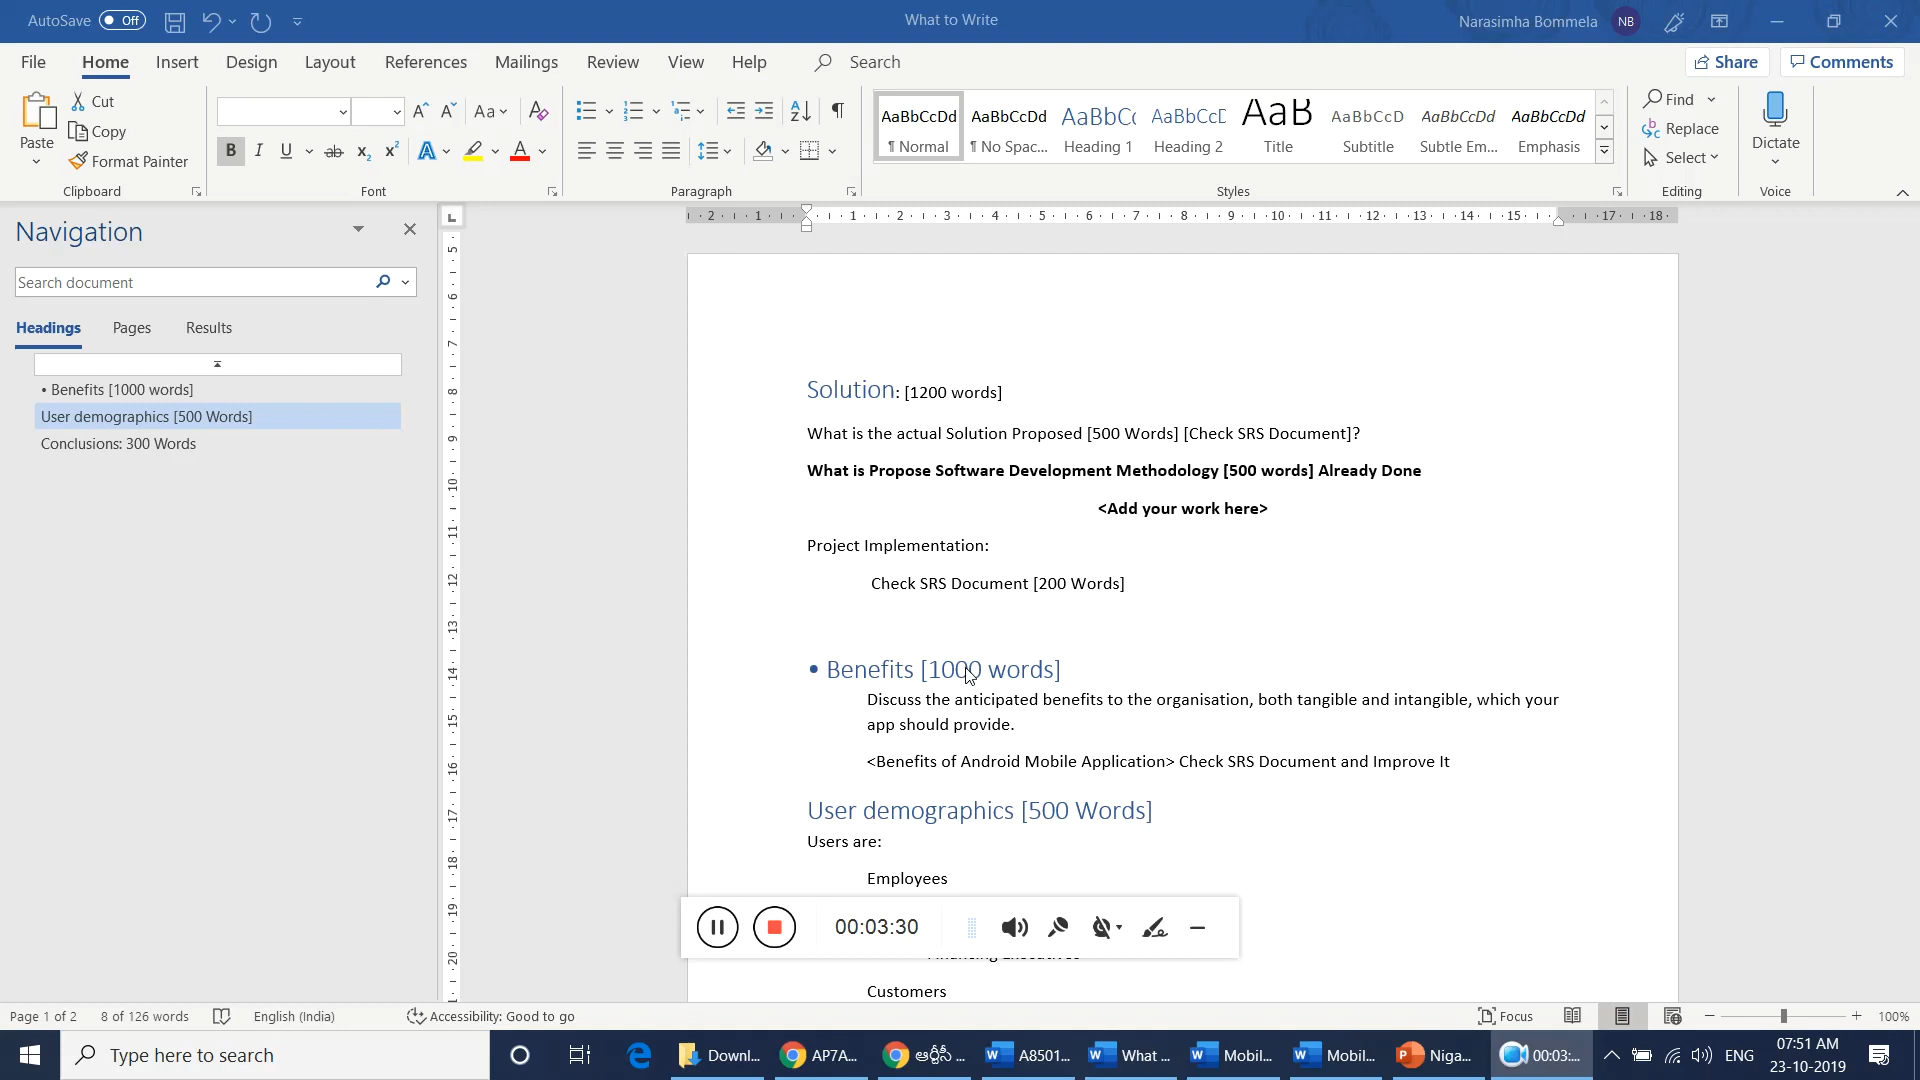 AutoSave Off What to Write Narasimha Bommela NB
File Home Insert Design Layout References Mailings Review View Help Search Share Comments
Paste Cut Copy Format Painter
Clipboard Font Paragraph Styles Editing Voice
AaBbCcDd AaBbCcDd AaBbCc AaBbCcD AaB AaBbCcD AaBbCcDd AaBbCcDd
¶ Normal ¶ No Spac... Heading 1 Heading 2 Title Subtitle Subtle Em... Emphasis
Find Replace Select Dictate
Navigation
Search document
Headings Pages Results
• Benefits [1000 words]
User demographics [500 Words]
Conclusions: 300 Words
Solution: [1200 words]
What is the actual Solution Proposed [500 Words] [Check SRS Document]?
What is Propose Software Development Methodology [500 words] Already Done
<Add your work here>
Project Implementation:
Check SRS Document [200 Words]
• Benefits [1000 words]
Discuss the anticipated benefits to the organisation, both tangible and intangible, which your
app should provide.
<Benefits of Android Mobile Application> Check SRS Document and Improve It
User demographics [500 Words]
Users are:
Employees
00:03:30
Customers
Page 1 of 2 8 of 126 words English (India) Accessibility: Good to go Focus 100%
Type here to search Downl... AP7A... ఆర్టీసీ ... A8501... What ... Mobil... Mobil... Niga... 00:03:... ENG 07:51 AM
23-10-2019